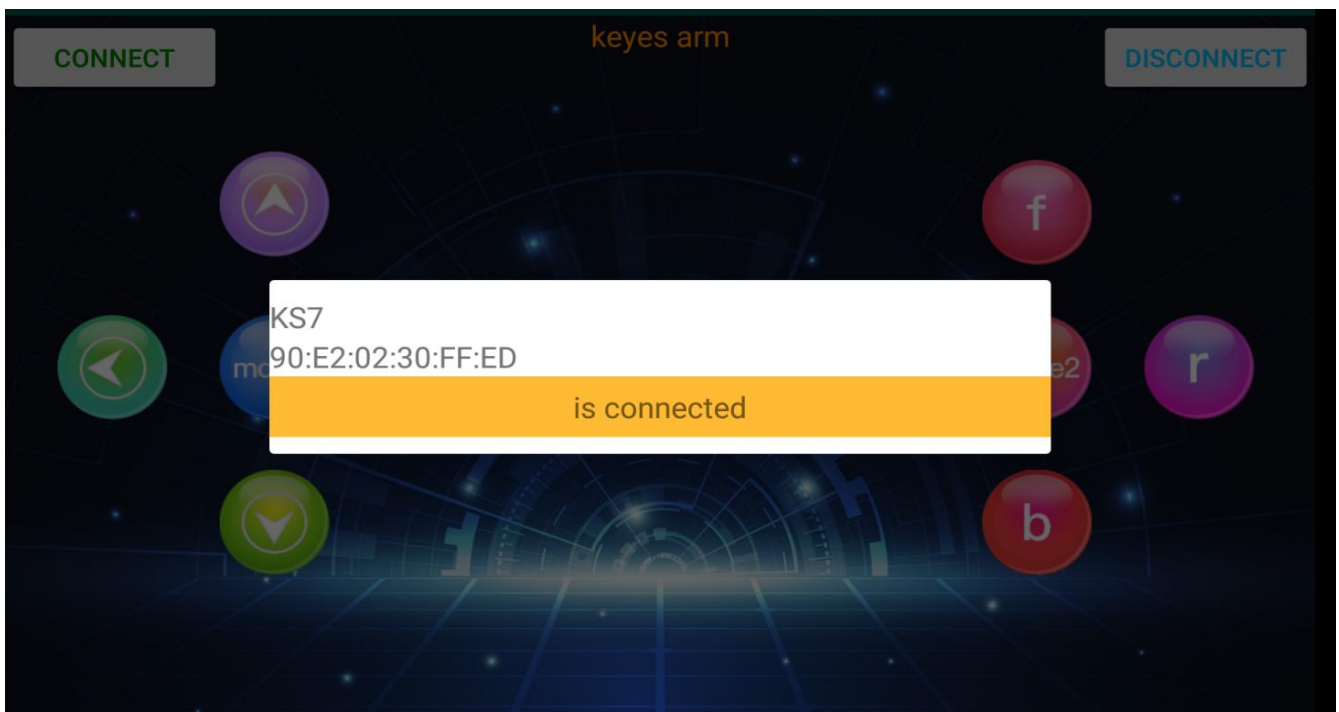 keyes arm
CONNECT
DISCONNECT
f
KS7
90:E2:02:30:FF:ED
r
is connected
b